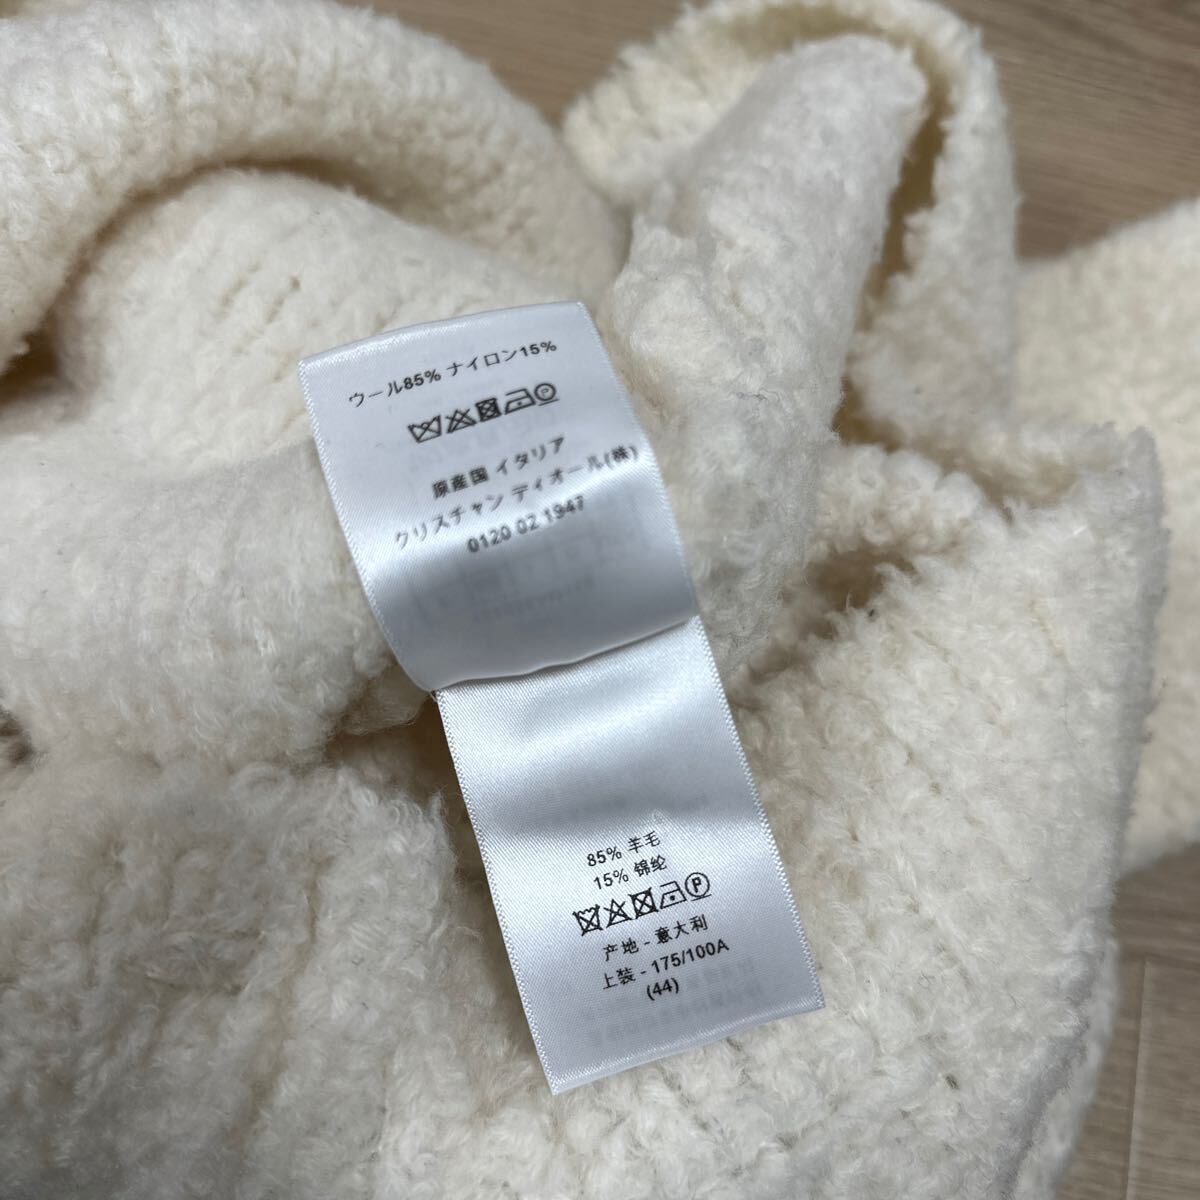 ウール85% ナイロン15%
原産国 イタリア
クリスチャン ディオール(株)
0120 02 1947
85% 羊毛
15% 锦纶
产地 - 意大利
上装 - 175/100A
(44)